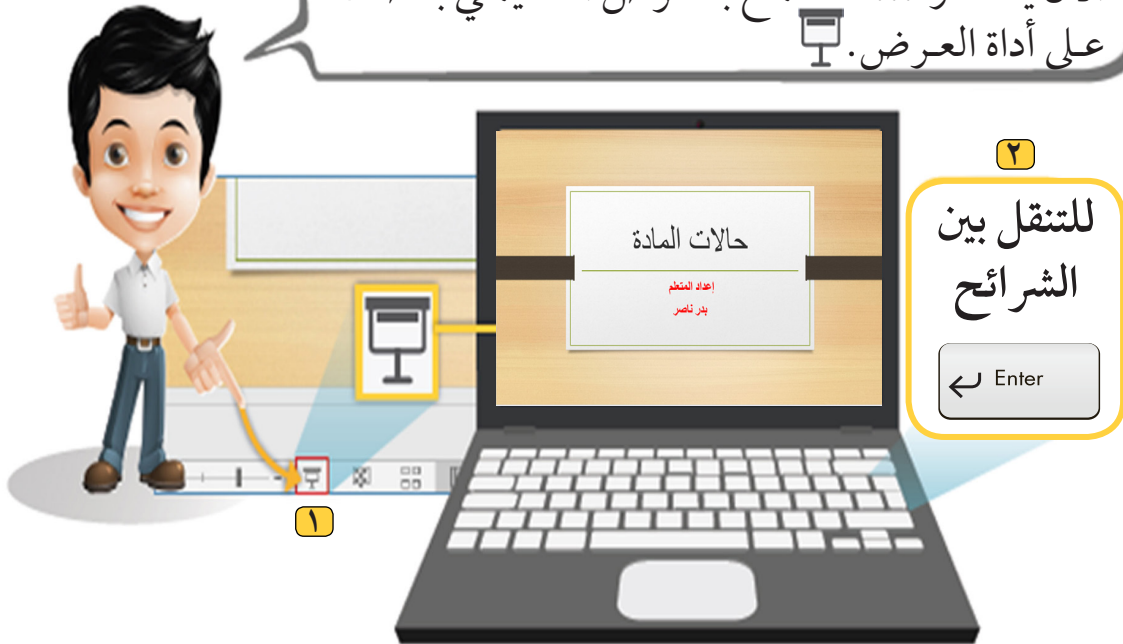 على أداة العرض.
٢
للتنقل بين
الشرائح
Enter
حالات المادة
إعداد المتعلم
بدر ناصر
١